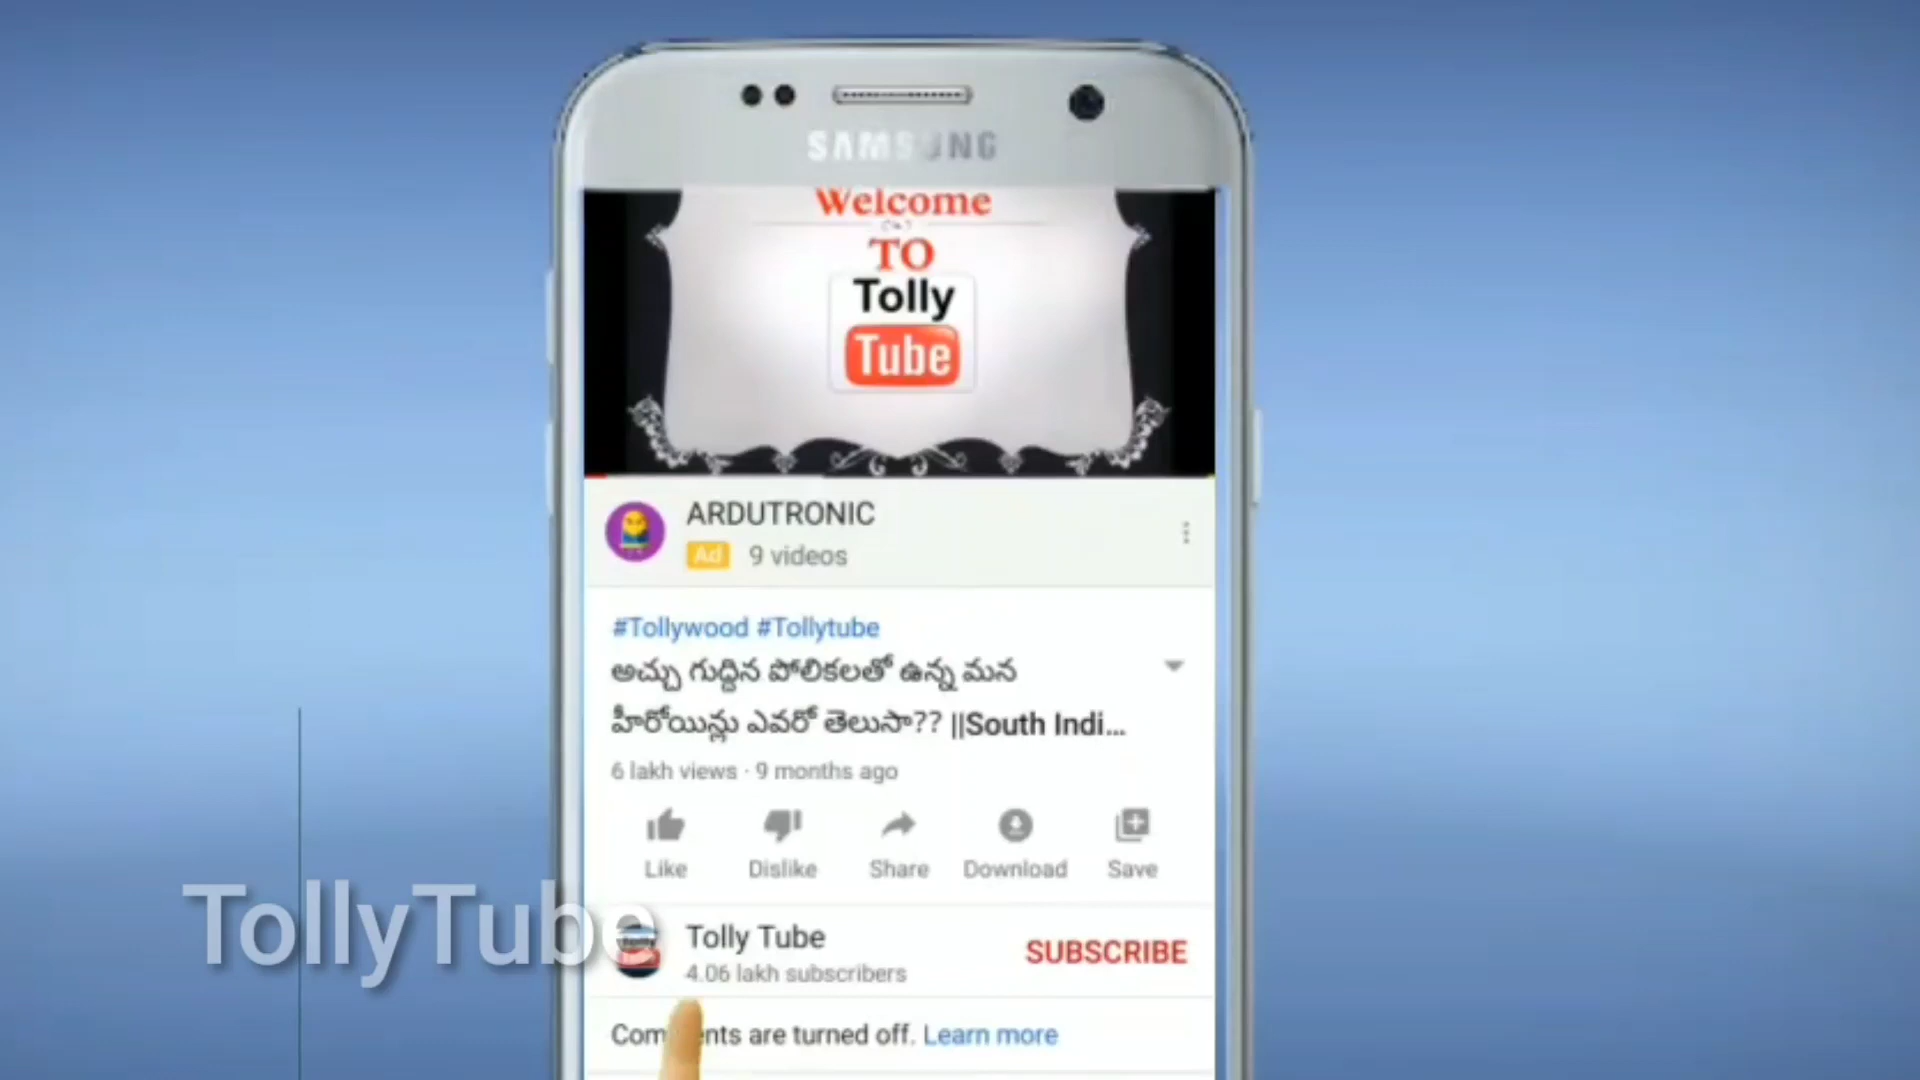 SAMSUNG
Welcome
TO
Tolly
Tube
ARDUTRONIC
Ad 9 videos
#Tollywood #Tollytube
అచ్చు గుద్దిన పోలికలతో ఉన్న మన
హీరోయిన్లు ఎవరో తెలుసా?? ||South Indi...
6 lakh views · 9 months ago
Like Dislike Share Download Save
TollyTube
Tolly Tube
4.06 lakh subscribers
SUBSCRIBE
Comments are turned off. Learn more